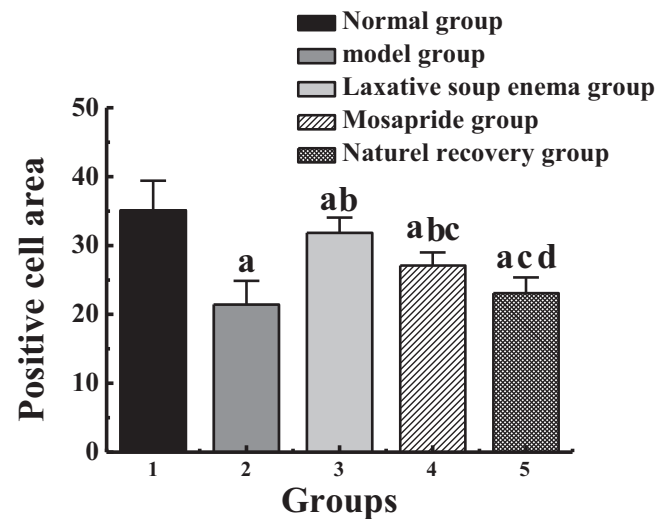 Normal group
model group
Laxative soup enema group
Mosapride group
Naturel recovery group
Positive cell area
50
40
30
20
10
0
a
ab
abc
acd
1 2 3 4 5
Groups